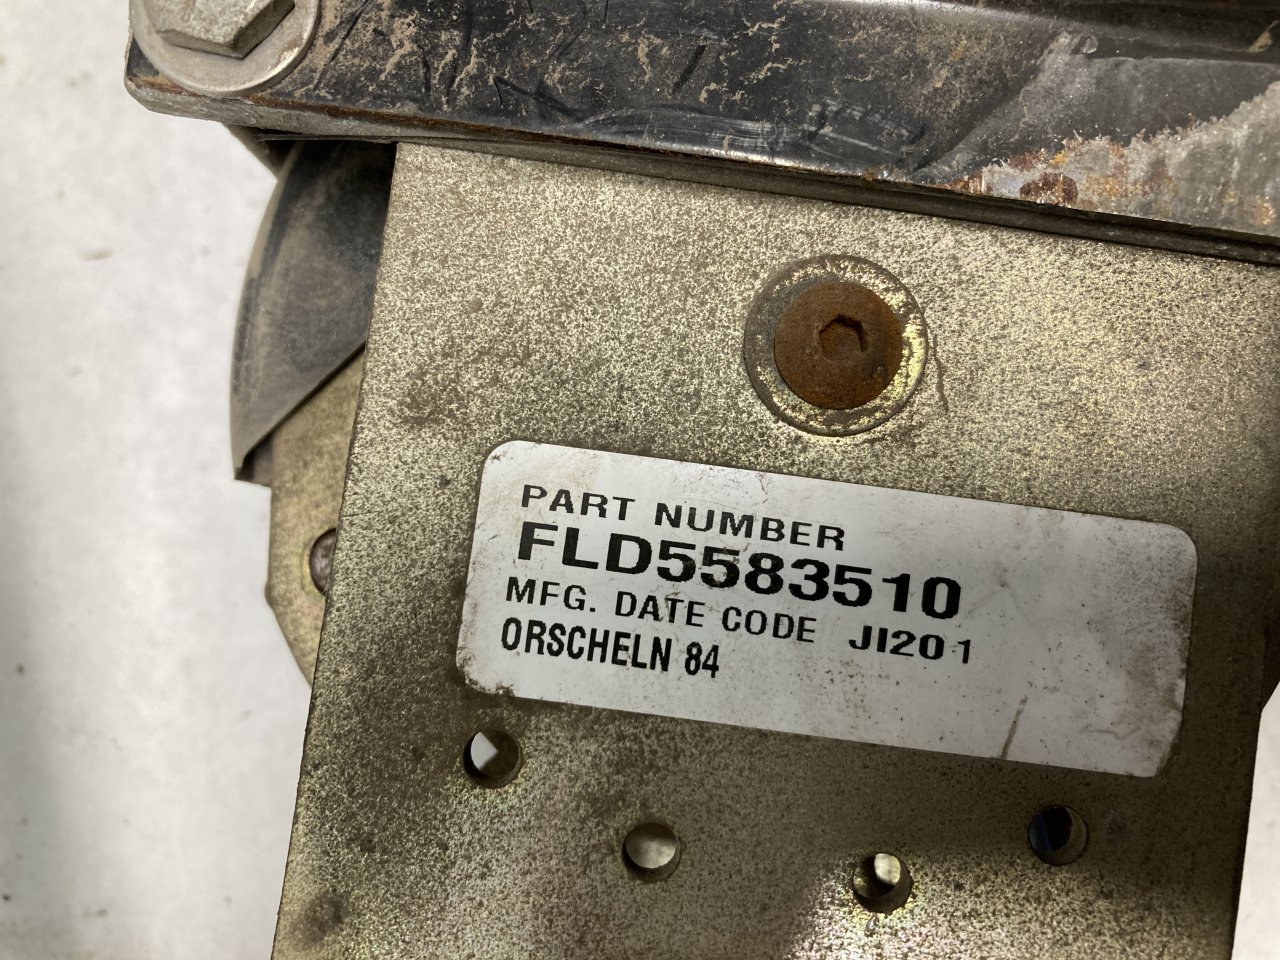 PART NUMBER
FLD5583510
MFG. DATE CODE JI201
ORSCHELN 84